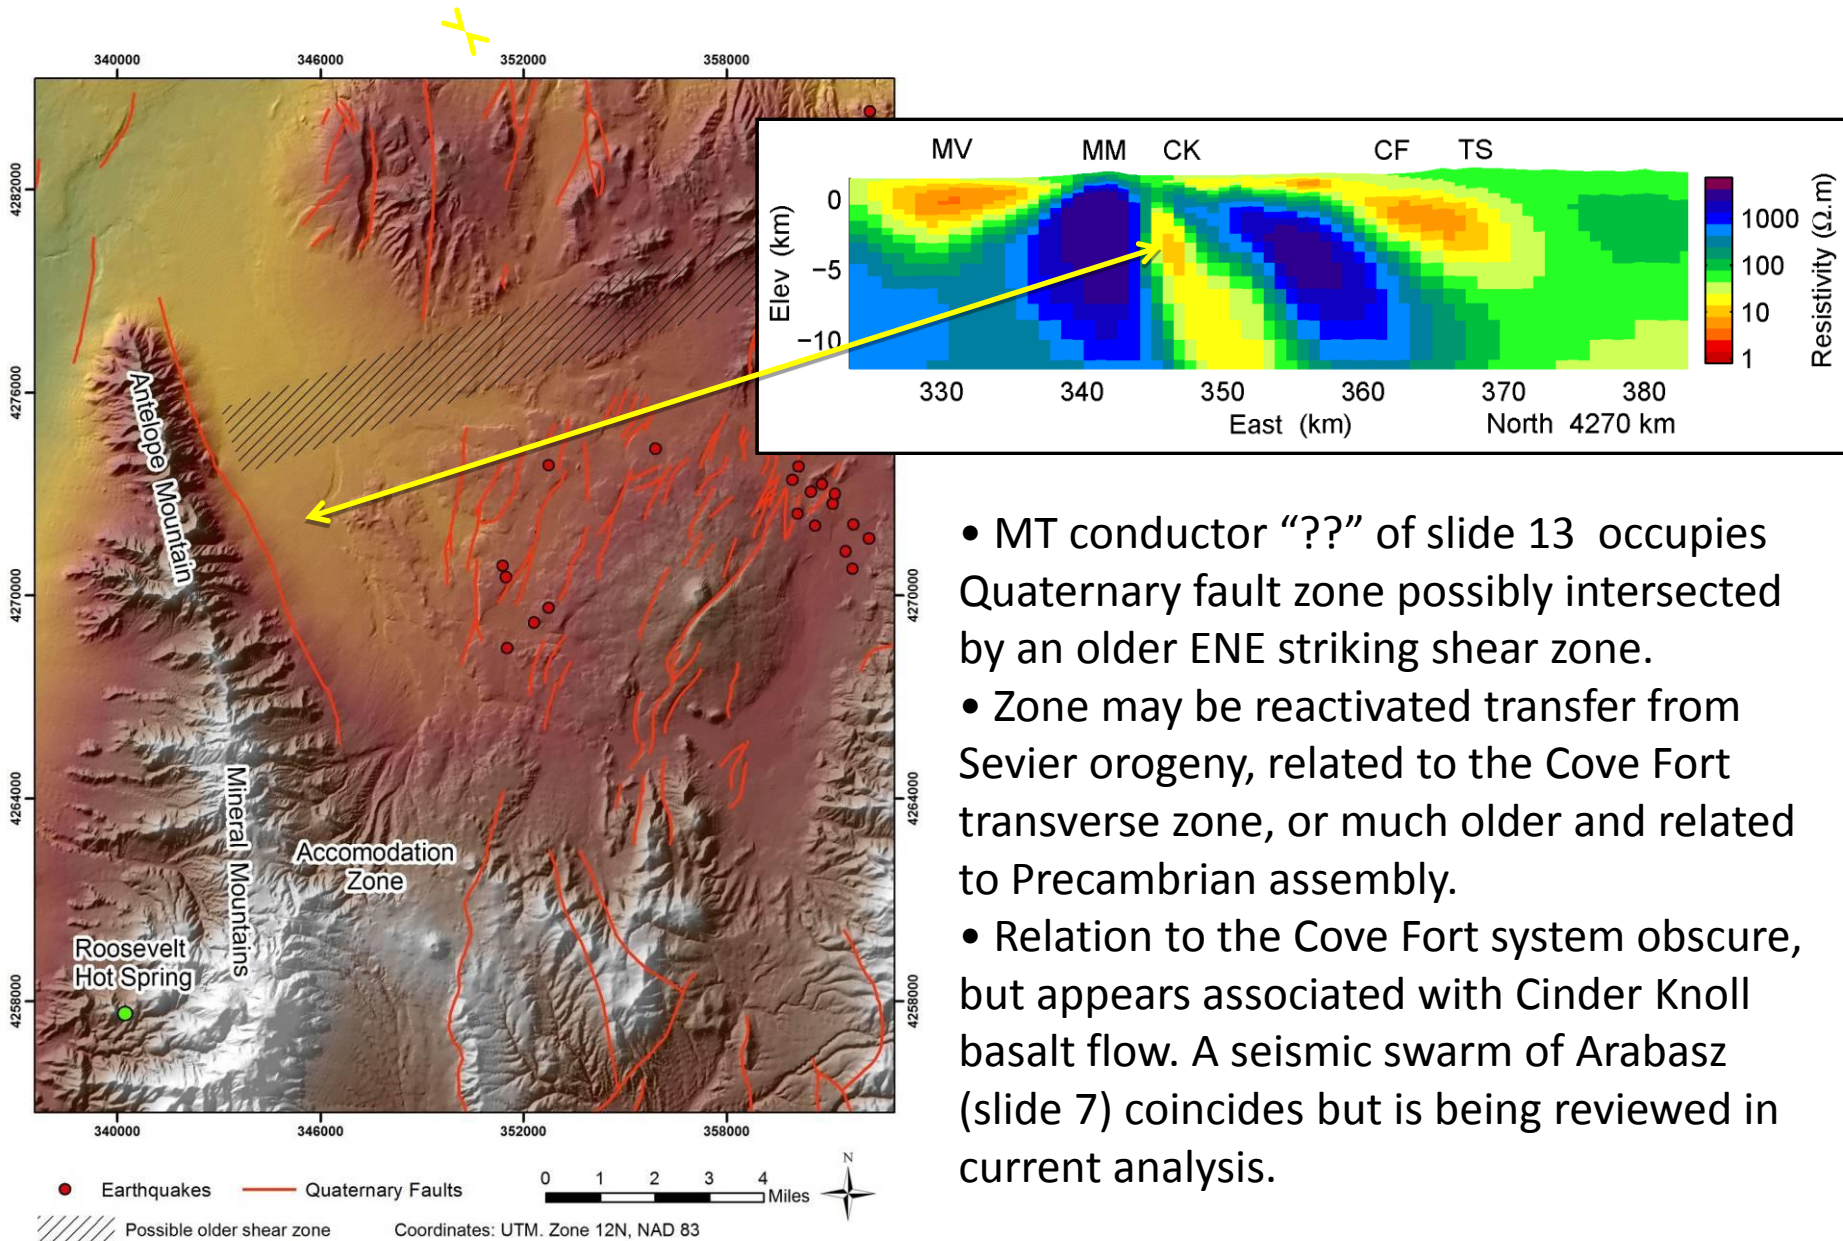 340000
346000
352000
358000
4282000
4276000
4270000
4264000
4258000
Antelope Mountain
Mineral Mountains
Accomodation
Zone
Roosevelt
Hot Spring
4270000
4264000
4258000
340000
346000
352000
358000
Earthquakes
Quaternary Faults
0 1 2 3 4
Miles
N
Possible older shear zone
Coordinates: UTM. Zone 12N, NAD 83
MV MM CK CF TS
Elev (km)
0
−5
−10
330 340 350 360 370 380
East (km)
North 4270 km
1000
100
10
1
Resistivity (Ω.m)
• MT conductor “??” of slide 13 occupies
Quaternary fault zone possibly intersected
by an older ENE striking shear zone.
• Zone may be reactivated transfer from
Sevier orogeny, related to the Cove Fort
transverse zone, or much older and related
to Precambrian assembly.
• Relation to the Cove Fort system obscure,
but appears associated with Cinder Knoll
basalt flow. A seismic swarm of Arabasz
(slide 7) coincides but is being reviewed in
current analysis.